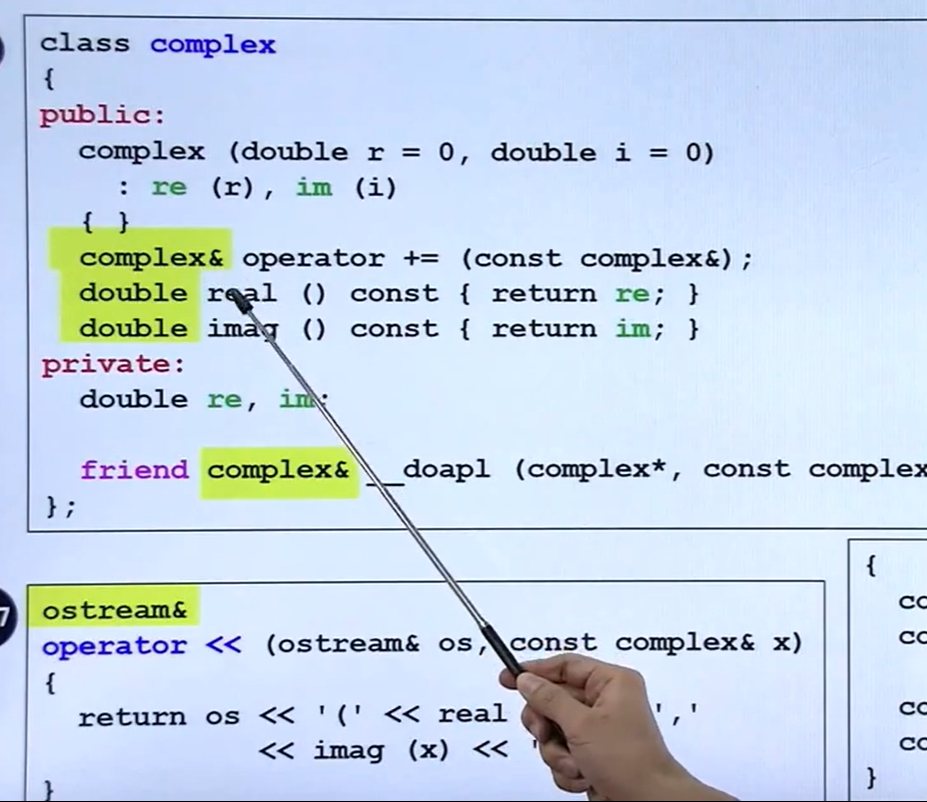 class complex
{
public:
complex (double r = 0, double i = 0)
: re (r), im (i)
{ }
complex& operator += (const complex&);
double real () const { return re; }
double imag () const { return im; }
private:
double re, im;
friend complex& __doapl (complex*, const complex
};
7
ostream&
operator << (ostream& os, const complex& x)
{
return os << '(' << real ','
<< imag (x) << '
}
{
co
co
co
co
}